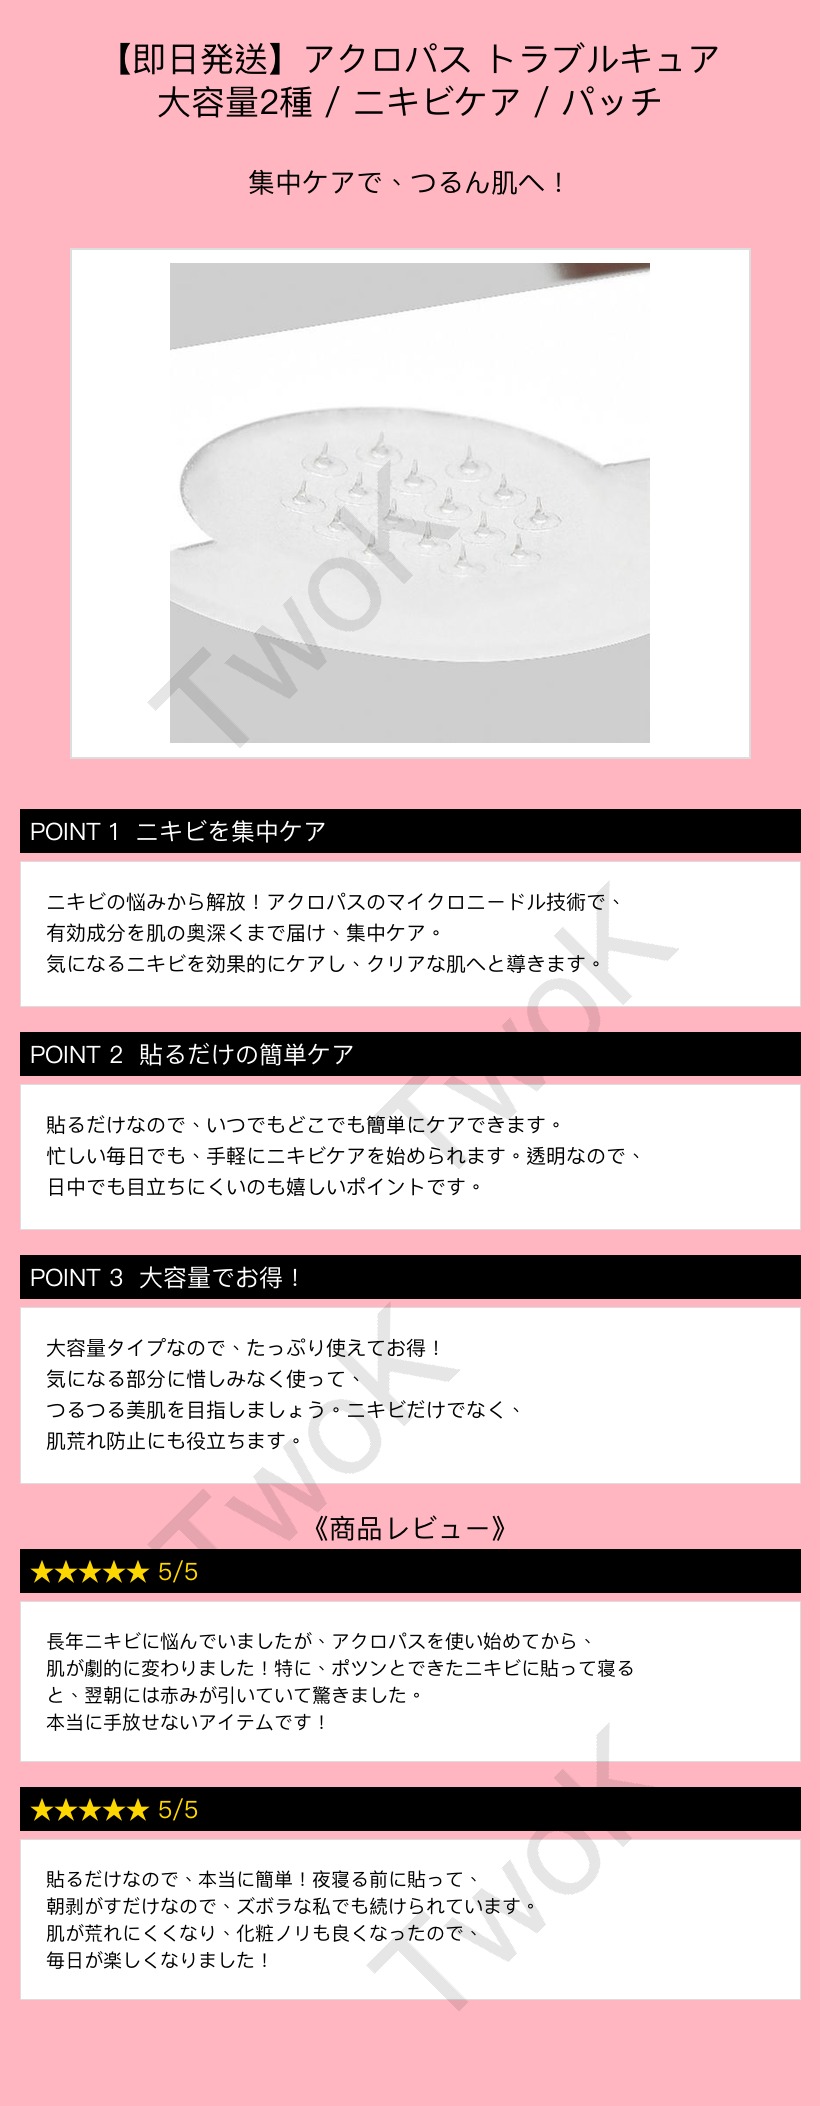 【即日発送】アクロパス トラブルキュア
大容量2種 / ニキビケア / パッチ
集中ケアで、つるん肌へ！
TwoK
POINT 1 ニキビを集中ケア
ニキビの悩みから解放！アクロパスのマイクロニードル技術で、
有効成分を肌の奥深くまで届け、集中ケア。
気になるニキビを効果的にケアし、クリアな肌へと導きます。
TwoK
POINT 2 貼るだけの簡単ケア
貼るだけなので、いつでもどこでも簡単にケアできます。
忙しい毎日でも、手軽にニキビケアを始められます。透明なので、
日中でも目立ちにくいのも嬉しいポイントです。
POINT 3 大容量でお得！
大容量タイプなので、たっぷり使えてお得！
気になる部分に惜しみなく使って、
つるつる美肌を目指しましょう。ニキビだけでなく、
肌荒れ防止にも役立ちます。
TwoK
《商品レビュー》
★★★★★ 5/5
長年ニキビに悩んでいましたが、アクロパスを使い始めてから、
肌が劇的に変わりました！特に、ポツンとできたニキビに貼って寝る
と、翌朝には赤みが引いていて驚きました。
本当に手放せないアイテムです！
★★★★★ 5/5
貼るだけなので、本当に簡単！夜寝る前に貼って、
朝剥がすだけなので、ズボラな私でも続けられています。
肌が荒れにくくなり、化粧ノリも良くなったので、
毎日が楽しくなりました！
TwoK